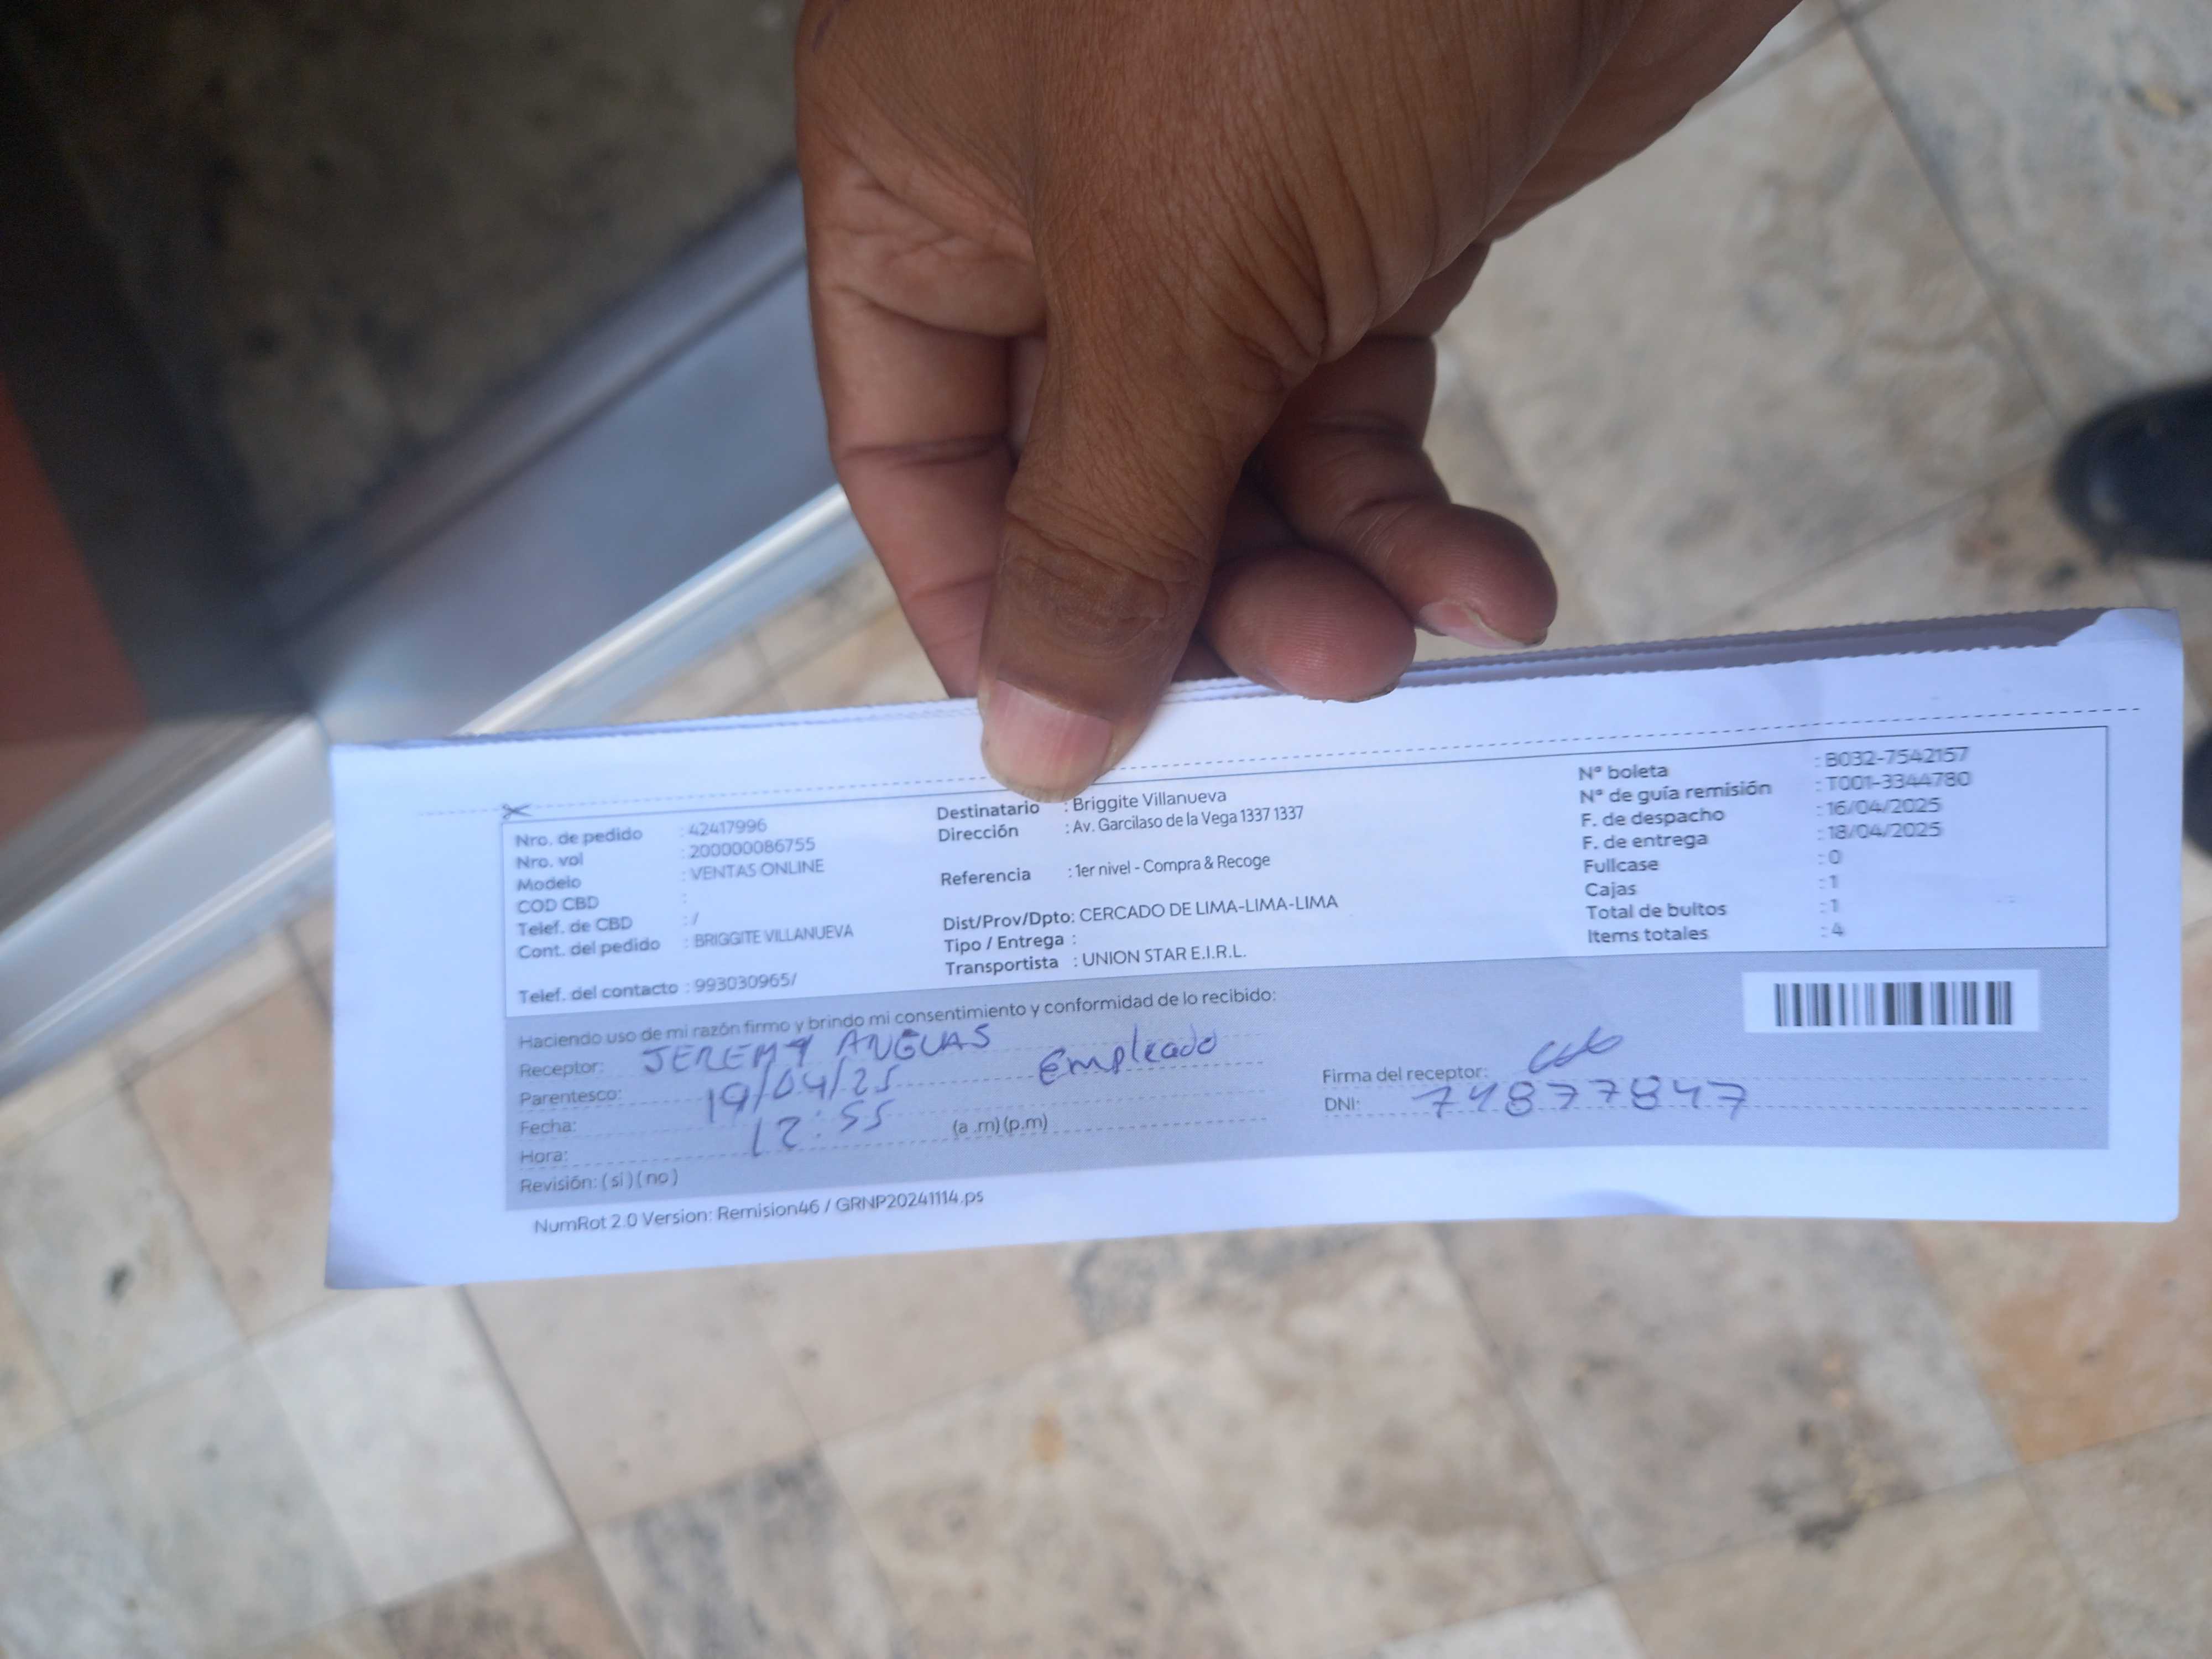 Nro. de pedido : 42417996
Nro. vol : 200000086755
Modelo : VENTAS ONLINE
COD CBD :
Telef. de CBD : /
Cont. del pedido : BRIGGITE VILLANUEVA
Telef. del contacto : 993030965/
Destinatario : Briggite Villanueva
Dirección : Av. Garcilaso de la Vega 1337 1337
Referencia : 1er nivel - Compra & Recoge
Dist/Prov/Dpto: CERCADO DE LIMA-LIMA-LIMA
Tipo / Entrega :
Transportista : UNION STAR E.I.R.L.
Nº boleta : B032-7542157
Nº de guía remisión : T001-3344780
F. de despacho : 16/04/2025
F. de entrega : 18/04/2025
Fullcase : 0
Cajas : 1
Total de bultos : 1
Items totales : 4
Haciendo uso de mi razón firmo y brindo mi consentimiento y conformidad de lo recibido:
Receptor: JEREMY ANGUAS
Parentesco: Empleado
Fecha: 19/04/25
Hora: 12:55 (a .m) (p.m)
Revisión: ( si ) ( no )
Firma del receptor:
DNI: 74877847
NumRot 2.0 Version: Remision46 / GRNP20241114.ps